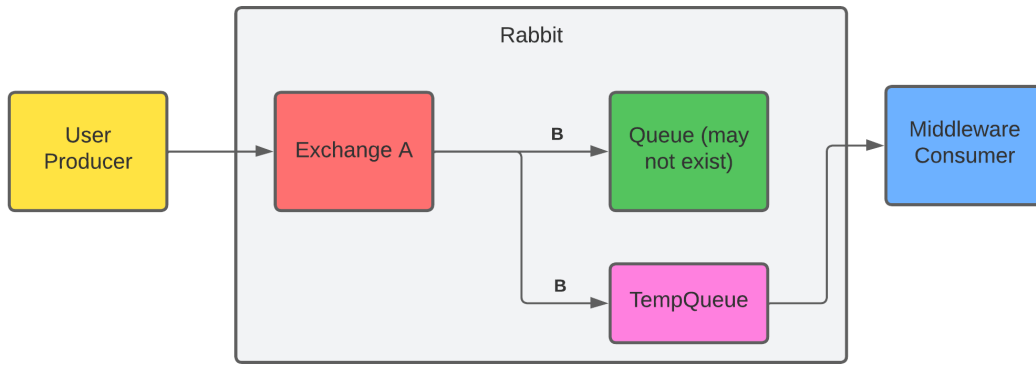 Rabbit
User
Producer
Exchange A
B
Queue (may
not exist)
Middleware
Consumer
B
TempQueue